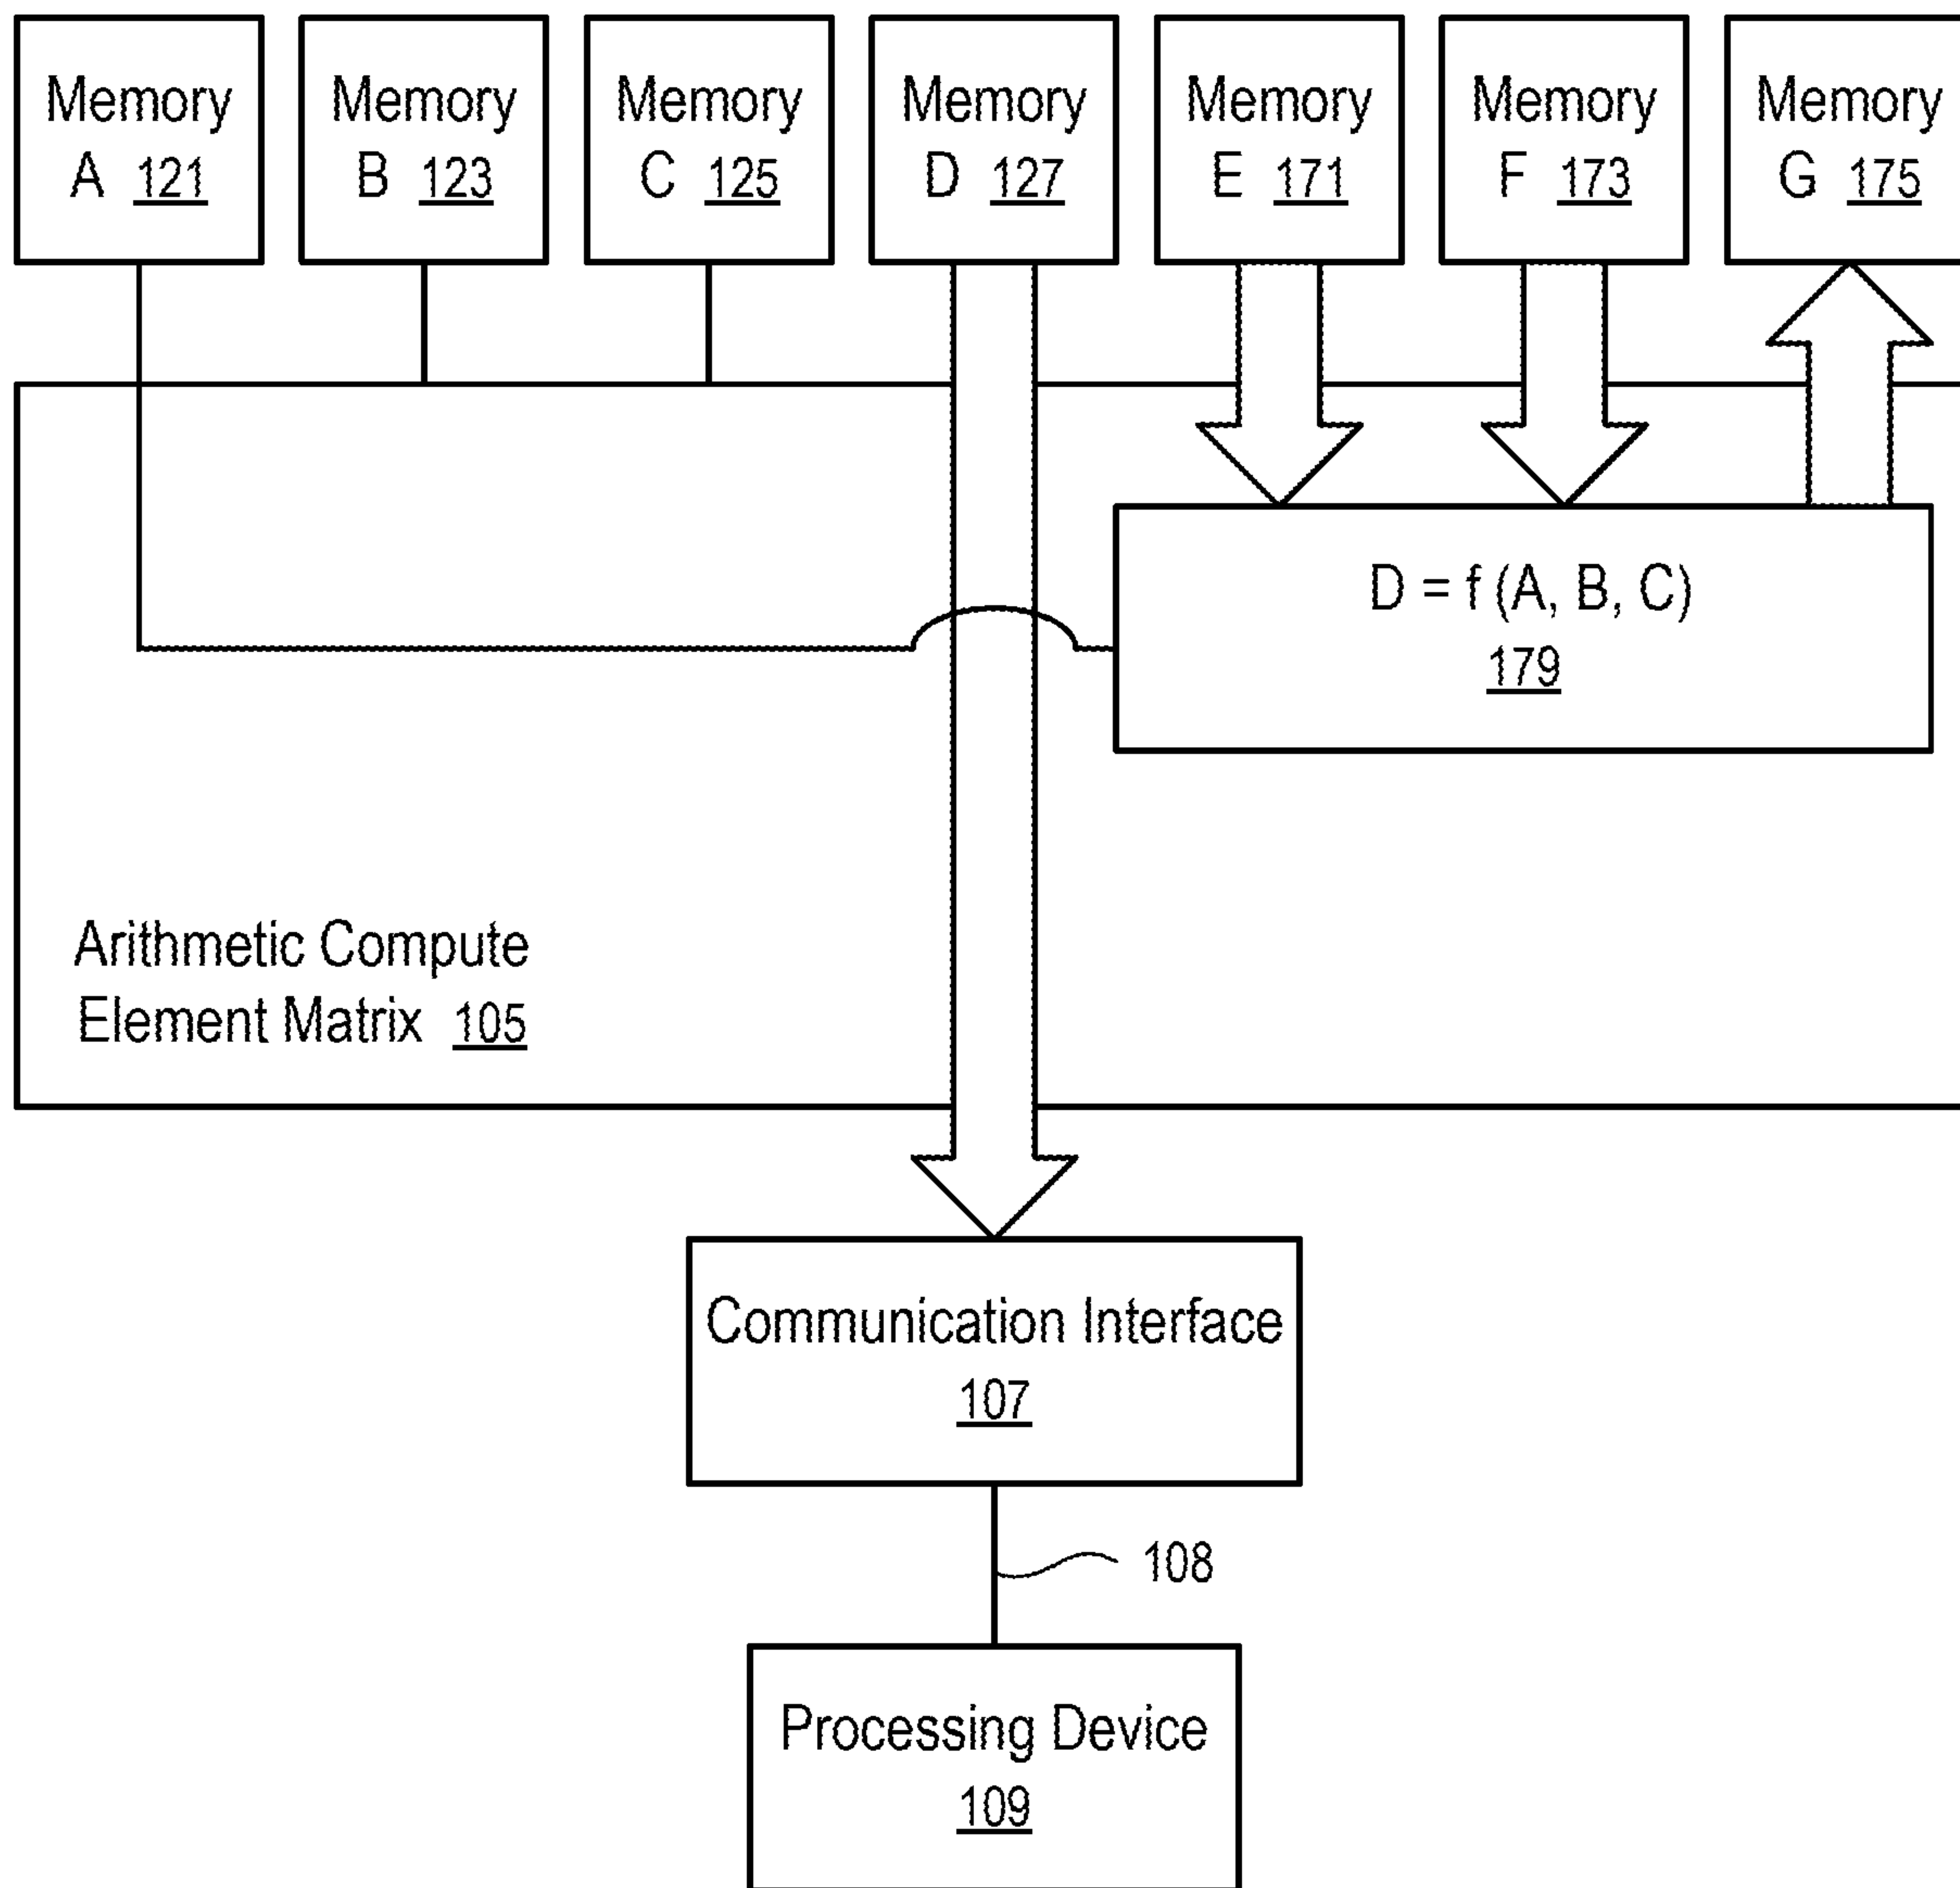 Memory
A 121
Memory
B 123
Memory
C 125
Memory
D 127
Memory
E 171
Memory
F 173
Memory
G 175
D = f (A, B, C)
179
Arithmetic Compute
Element Matrix 105
Communication Interface
107
108
Processing Device
109